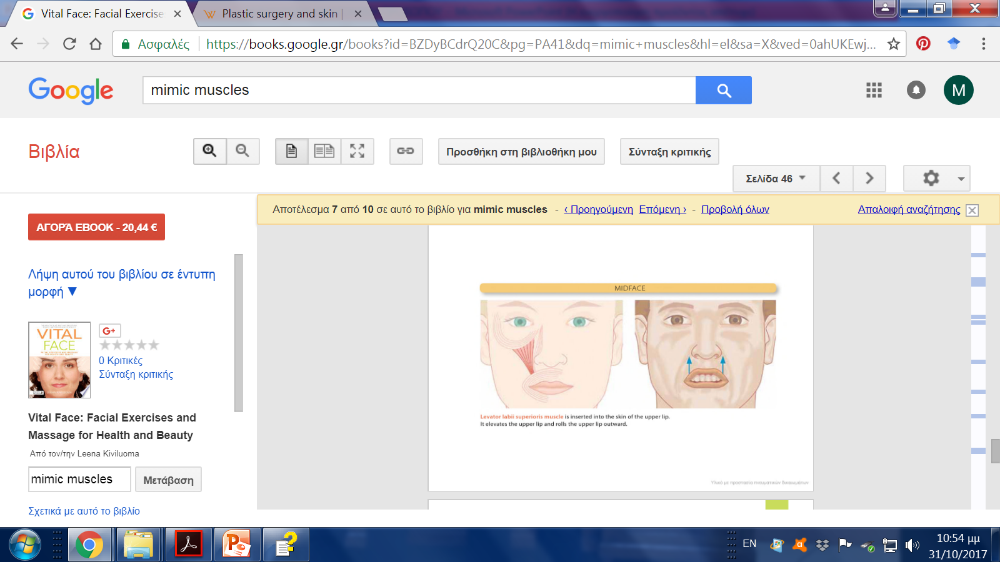 Vital Face: Facial Exercise
Plastic surgery and skin |
Ασφαλές
https://books.google.gr/books?id=BZDyBCdrQ20C&pg=PA41&dq=mimic+muscles&hl=el&sa=X&ved=0ahUKEwj...
Google
mimic muscles
M
Βιβλία
Προσθήκη στη βιβλιοθήκη μου
Σύνταξη κριτικής
Σελίδα 46
Αποτέλεσμα 7 από 10 σε αυτό το βιβλίο για mimic muscles - ‹ Προηγούμενη Επόμενη › - Προβολή όλων
Απαλοιφή αναζήτησης
ΑΓΟΡΆ EBOOK - 20,44 €
Λήψη αυτού του βιβλίου σε έντυπη
μορφή ▼
VITAL
FACE
G+
0 Κριτικές
Σύνταξη κριτικής
Vital Face: Facial Exercises and
Massage for Health and Beauty
Από τον/την Leena Kiviluoma
mimic muscles
Μετάβαση
Σχετικά με αυτό το βιβλίο
MIDFACE
Levator labii superioris muscle is inserted into the skin of the upper lip.
It elevates the upper lip and rolls the upper lip outward.
Υλικό με προστασία πνευματικών δικαιωμάτων
EN
10:54 μμ
31/10/2017